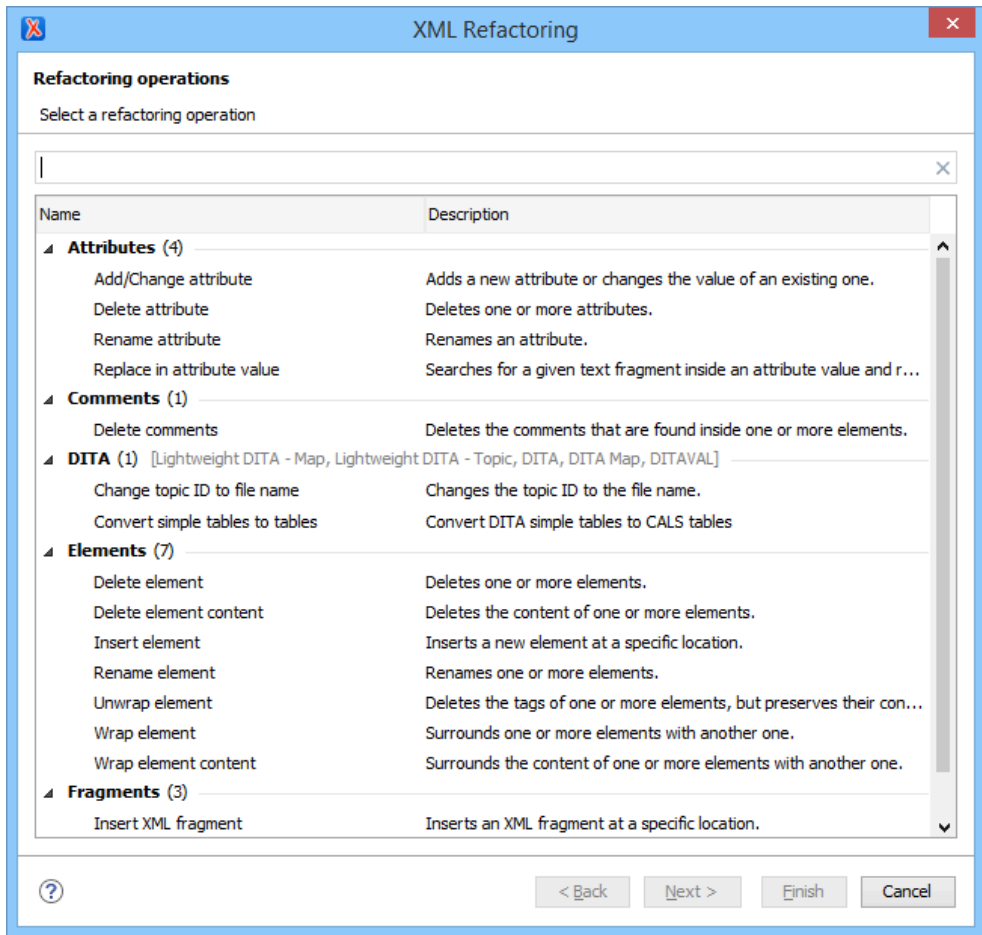 XML Refactoring
Refactoring operations
Select a refactoring operation
Name Description
Attributes (4)
Add/Change attribute Adds a new attribute or changes the value of an existing one.
Delete attribute Deletes one or more attributes.
Rename attribute Renames an attribute.
Replace in attribute value Searches for a given text fragment inside an attribute value and r...
Comments (1)
Delete comments Deletes the comments that are found inside one or more elements.
DITA (1) [Lightweight DITA - Map, Lightweight DITA - Topic, DITA, DITA Map, DITAVAL]
Change topic ID to file name Changes the topic ID to the file name.
Convert simple tables to tables Convert DITA simple tables to CALS tables
Elements (7)
Delete element Deletes one or more elements.
Delete element content Deletes the content of one or more elements.
Insert element Inserts a new element at a specific location.
Rename element Renames one or more elements.
Unwrap element Deletes the tags of one or more elements, but preserves their con...
Wrap element Surrounds one or more elements with another one.
Wrap element content Surrounds the content of one or more elements with another one.
Fragments (3)
Insert XML fragment Inserts an XML fragment at a specific location.
? < Back Next > Finish Cancel